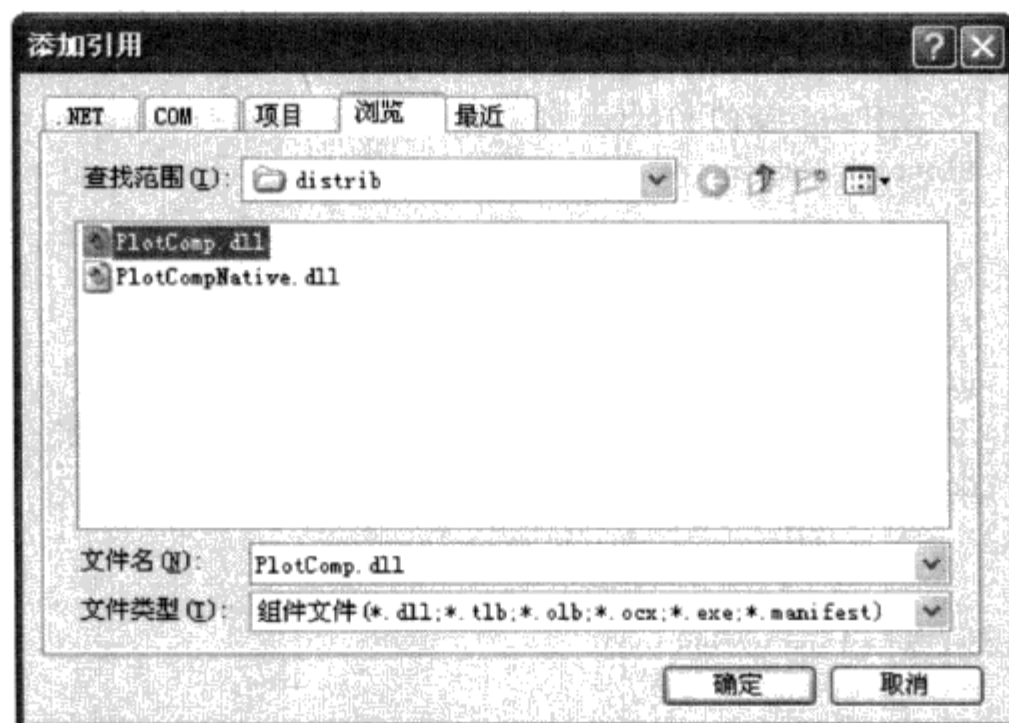 添加引用
.NET COM 项目 浏览 最近
查找范围(I): distrib
PlotComp.dll
PlotCompNative.dll
文件名(N): PlotComp.dll
文件类型(T): 组件文件(*.dll;*.tlb;*.olb;*.ocx;*.exe;*.manifest)
确定 取消